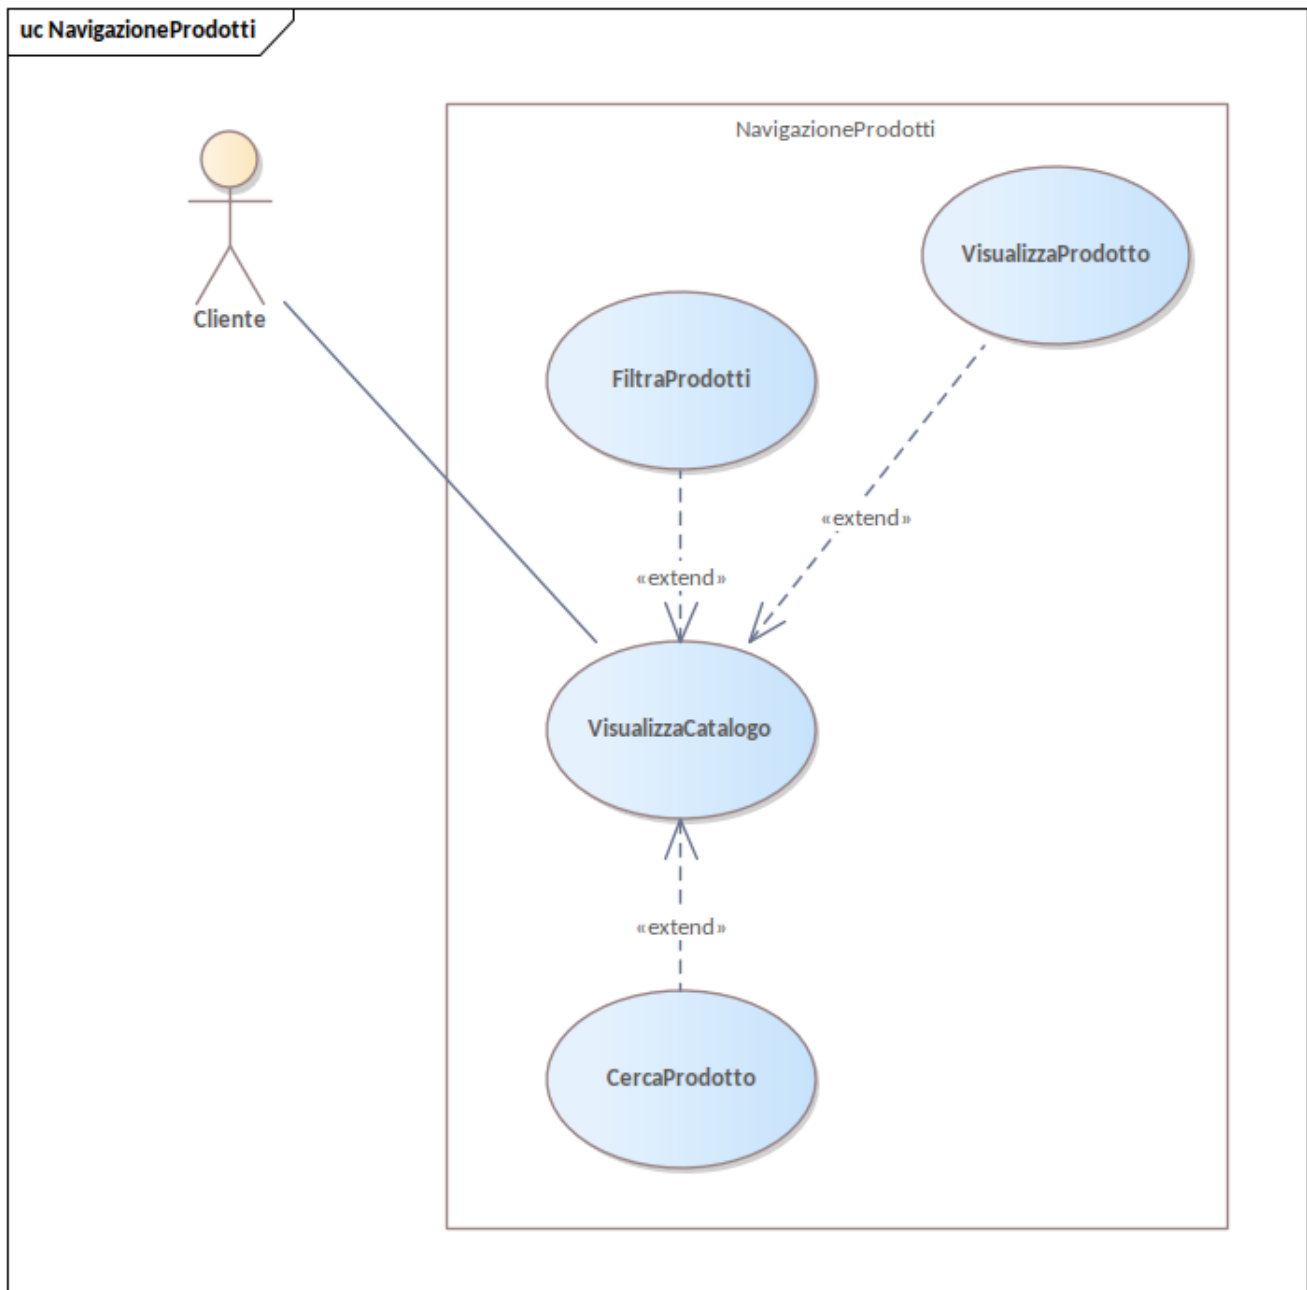 uc NavigazioneProdotti
NavigazioneProdotti
VisualizzaProdotto
Cliente
FiltraProdotti
«extend»
«extend»
VisualizzaCatalogo
«extend»
CercaProdotto